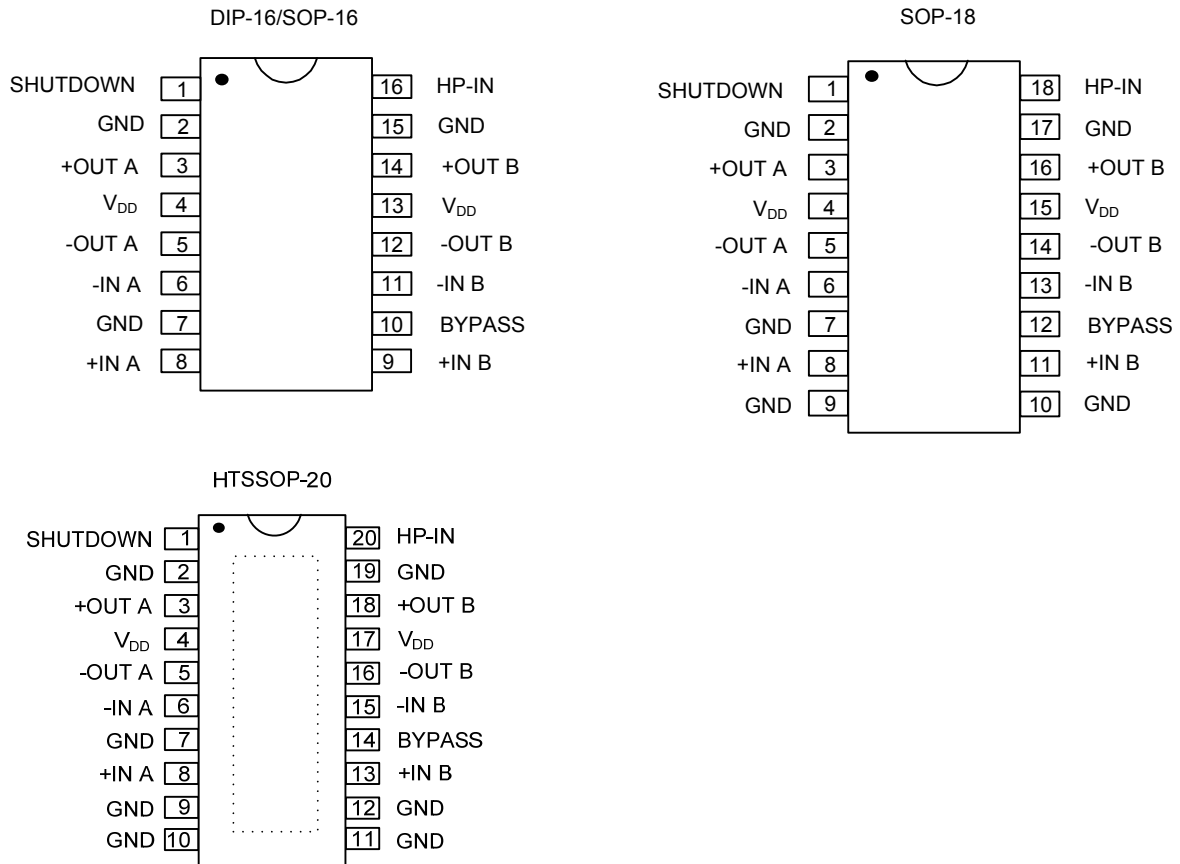 DIP-16/SOP-16
SHUTDOWN 1 16 HP-IN
GND 2 15 GND
+OUT A 3 14 +OUT B
VDD 4 13 VDD
-OUT A 5 12 -OUT B
-IN A 6 11 -IN B
GND 7 10 BYPASS
+IN A 8 9 +IN B
SOP-18
SHUTDOWN 1 18 HP-IN
GND 2 17 GND
+OUT A 3 16 +OUT B
VDD 4 15 VDD
-OUT A 5 14 -OUT B
-IN A 6 13 -IN B
GND 7 12 BYPASS
+IN A 8 11 +IN B
GND 9 10 GND
HTSSOP-20
SHUTDOWN 1 20 HP-IN
GND 2 19 GND
+OUT A 3 18 +OUT B
VDD 4 17 VDD
-OUT A 5 16 -OUT B
-IN A 6 15 -IN B
GND 7 14 BYPASS
+IN A 8 13 +IN B
GND 9 12 GND
GND 10 11 GND